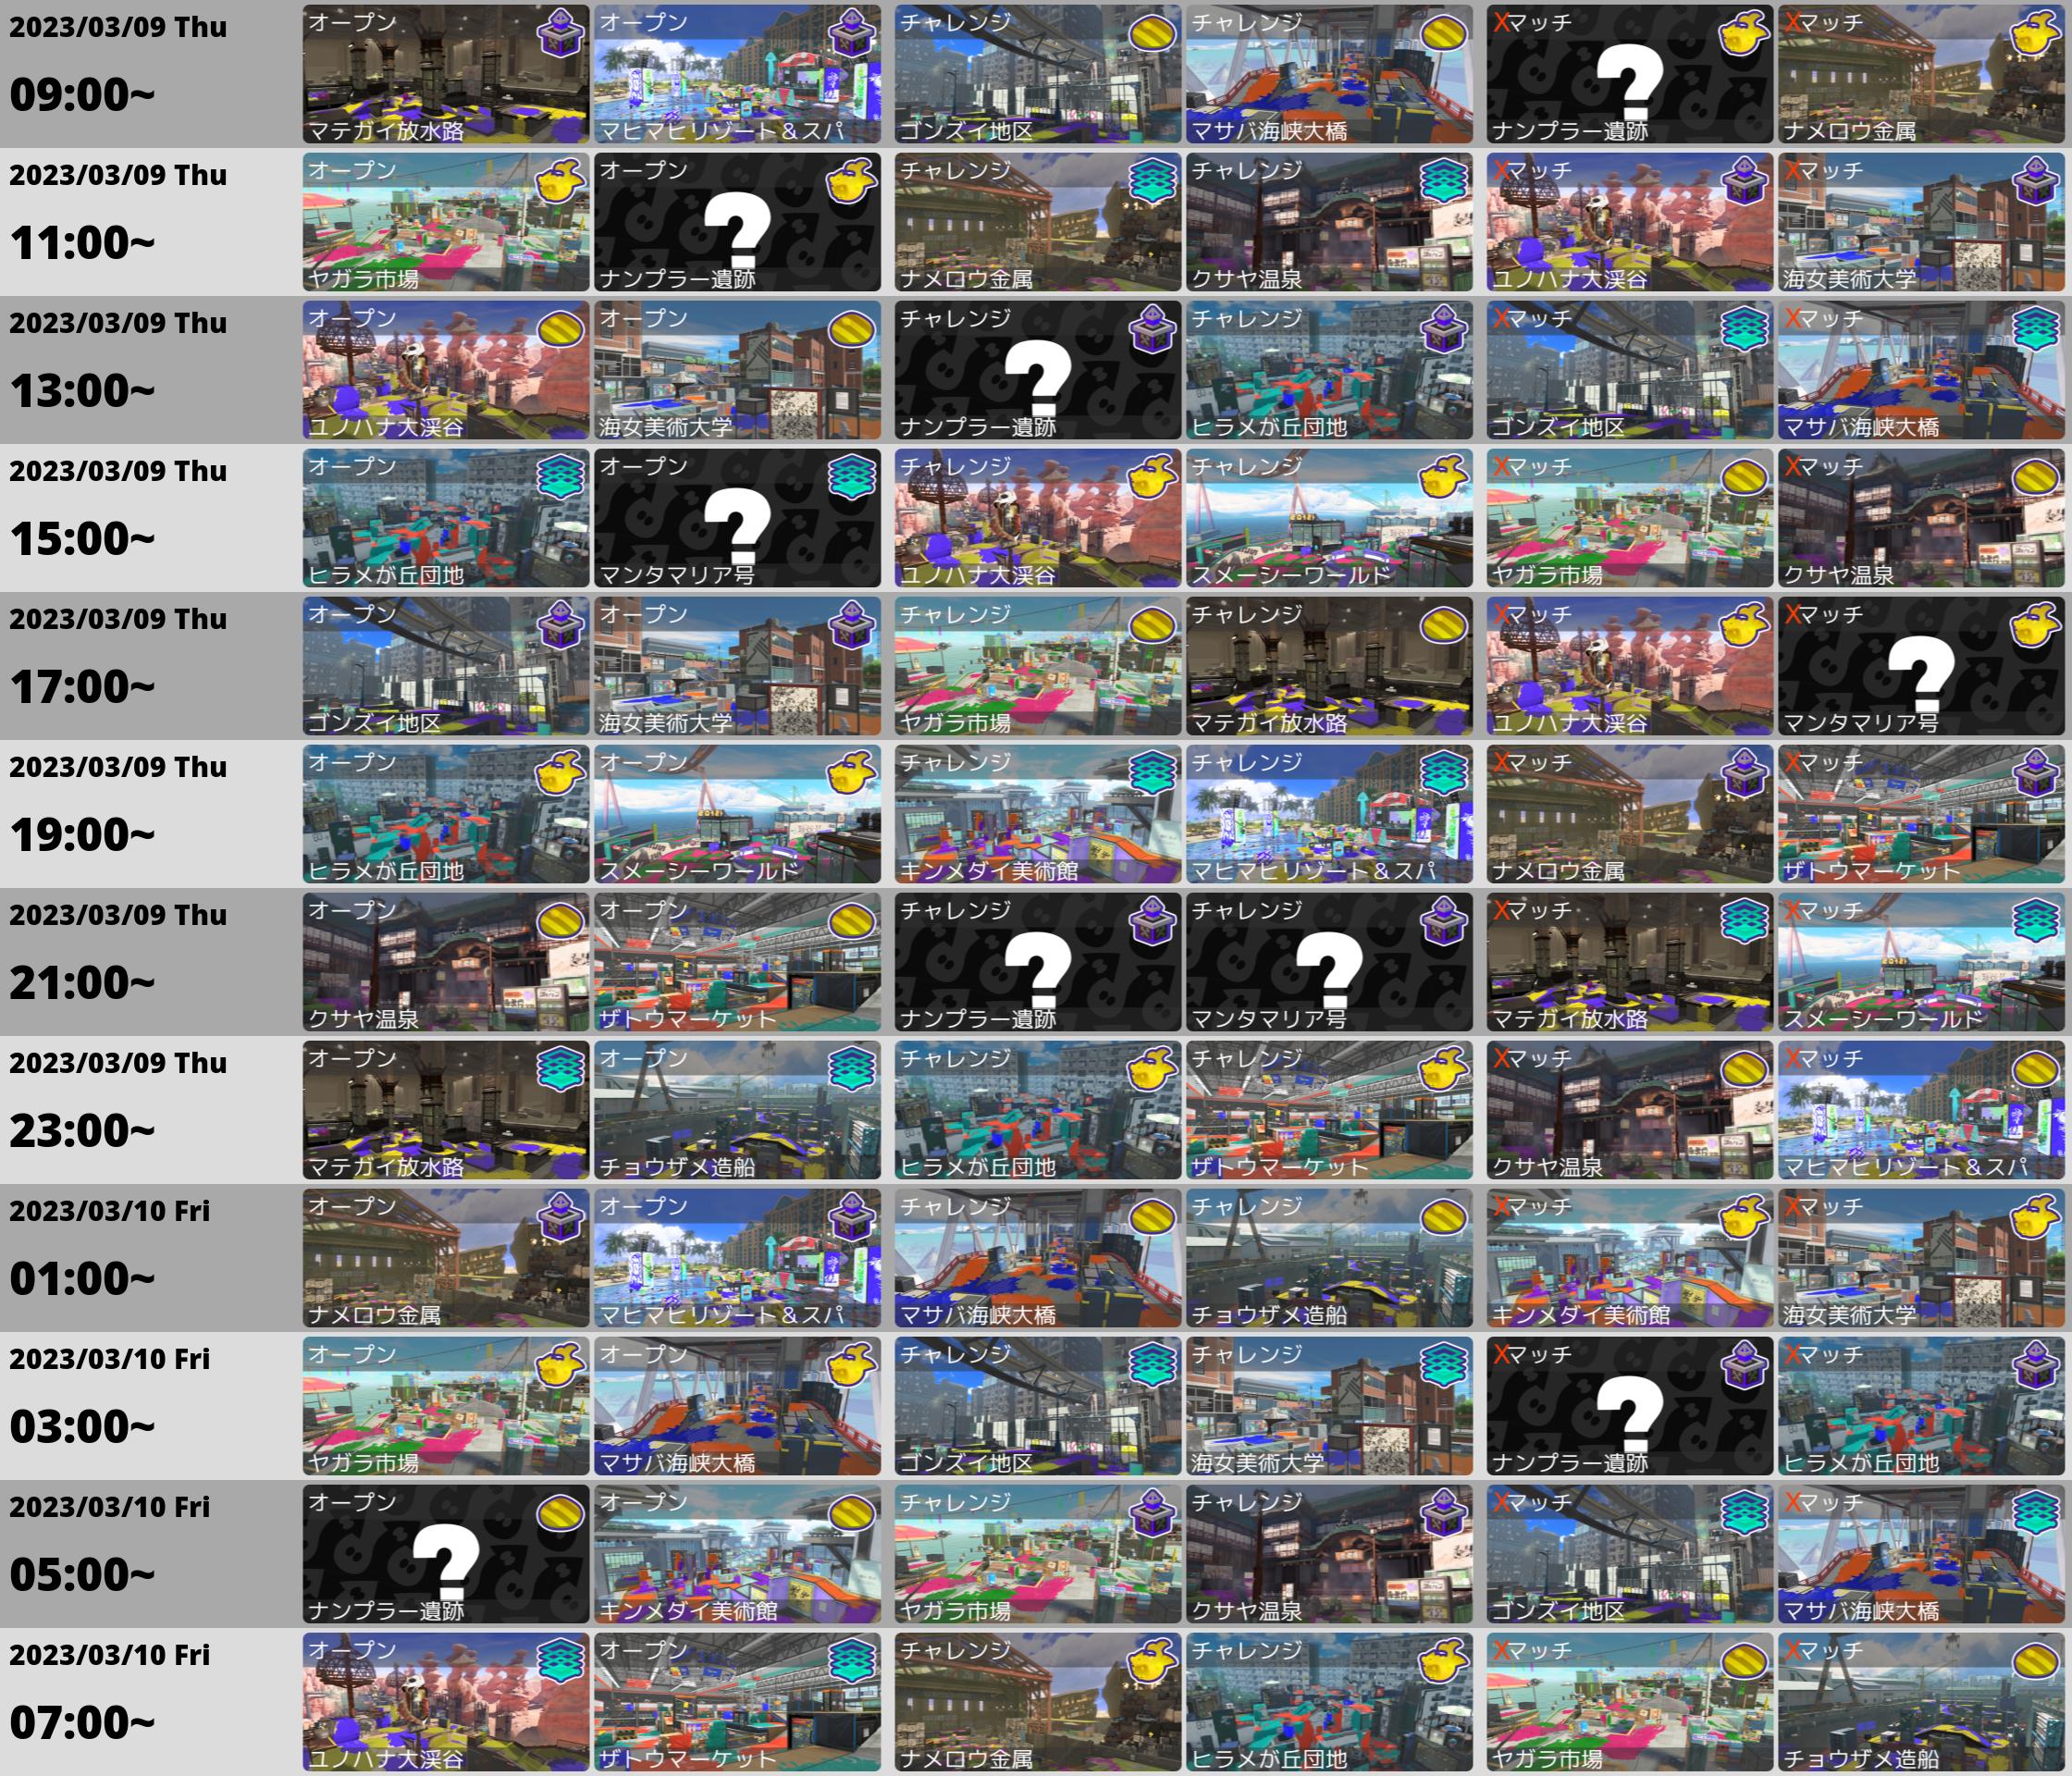 2023/03/09 Thu
09:00~
オープン
マテガイ放水路
オープン
マヒマヒリゾート＆スパ
チャレンジ
ゴンズイ地区
チャレンジ
マサバ海峡大橋
Xマッチ
ナンプラー遺跡
Xマッチ
ナメロウ金属
2023/03/09 Thu
11:00~
オープン
ヤガラ市場
オープン
ナンプラー遺跡
チャレンジ
ナメロウ金属
チャレンジ
クサヤ温泉
Xマッチ
ユノハナ大渓谷
Xマッチ
海女美術大学
2023/03/09 Thu
13:00~
オープン
ユノハナ大渓谷
オープン
海女美術大学
チャレンジ
ナンプラー遺跡
チャレンジ
ヒラメが丘団地
Xマッチ
ゴンズイ地区
Xマッチ
マサバ海峡大橋
2023/03/09 Thu
15:00~
オープン
ヒラメが丘団地
オープン
マンタマリア号
チャレンジ
ユノハナ大渓谷
チャレンジ
スメーシーワールド
Xマッチ
ヤガラ市場
Xマッチ
クサヤ温泉
2023/03/09 Thu
17:00~
オープン
ゴンズイ地区
オープン
海女美術大学
チャレンジ
ヤガラ市場
チャレンジ
マテガイ放水路
Xマッチ
ユノハナ大渓谷
Xマッチ
マンタマリア号
2023/03/09 Thu
19:00~
オープン
ヒラメが丘団地
オープン
スメーシーワールド
チャレンジ
キンメダイ美術館
チャレンジ
マヒマヒリゾート＆スパ
Xマッチ
ナメロウ金属
Xマッチ
ザトウマーケット
2023/03/09 Thu
21:00~
オープン
クサヤ温泉
オープン
ザトウマーケット
チャレンジ
ナンプラー遺跡
チャレンジ
マンタマリア号
Xマッチ
マテガイ放水路
Xマッチ
スメーシーワールド
2023/03/09 Thu
23:00~
オープン
マテガイ放水路
オープン
チョウザメ造船
チャレンジ
ヒラメが丘団地
チャレンジ
ザトウマーケット
Xマッチ
クサヤ温泉
Xマッチ
マヒマヒリゾート＆スパ
2023/03/10 Fri
01:00~
オープン
ナメロウ金属
オープン
マヒマヒリゾート＆スパ
チャレンジ
マサバ海峡大橋
チャレンジ
チョウザメ造船
Xマッチ
キンメダイ美術館
Xマッチ
海女美術大学
2023/03/10 Fri
03:00~
オープン
ヤガラ市場
オープン
マサバ海峡大橋
チャレンジ
ゴンズイ地区
チャレンジ
海女美術大学
Xマッチ
ナンプラー遺跡
Xマッチ
ヒラメが丘団地
2023/03/10 Fri
05:00~
オープン
ナンプラー遺跡
オープン
キンメダイ美術館
チャレンジ
ヤガラ市場
チャレンジ
クサヤ温泉
Xマッチ
ゴンズイ地区
Xマッチ
マサバ海峡大橋
2023/03/10 Fri
07:00~
オープン
ユノハナ大渓谷
オープン
ザトウマーケット
チャレンジ
ナメロウ金属
チャレンジ
ヒラメが丘団地
Xマッチ
ヤガラ市場
Xマッチ
チョウザメ造船